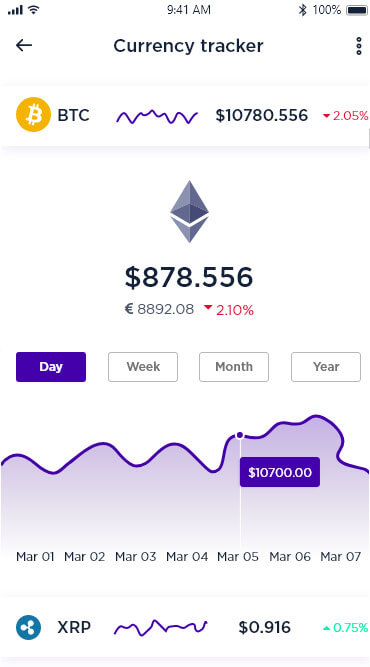 9:41 AM 100%
Currency tracker
BTC $10780.556 2.05%
$878.556
€ 8892.08 2.10%
Day Week Month Year
$10700.00
Mar 01 Mar 02 Mar 03 Mar 04 Mar 05 Mar 06 Mar 07
XRP $0.916 0.75%